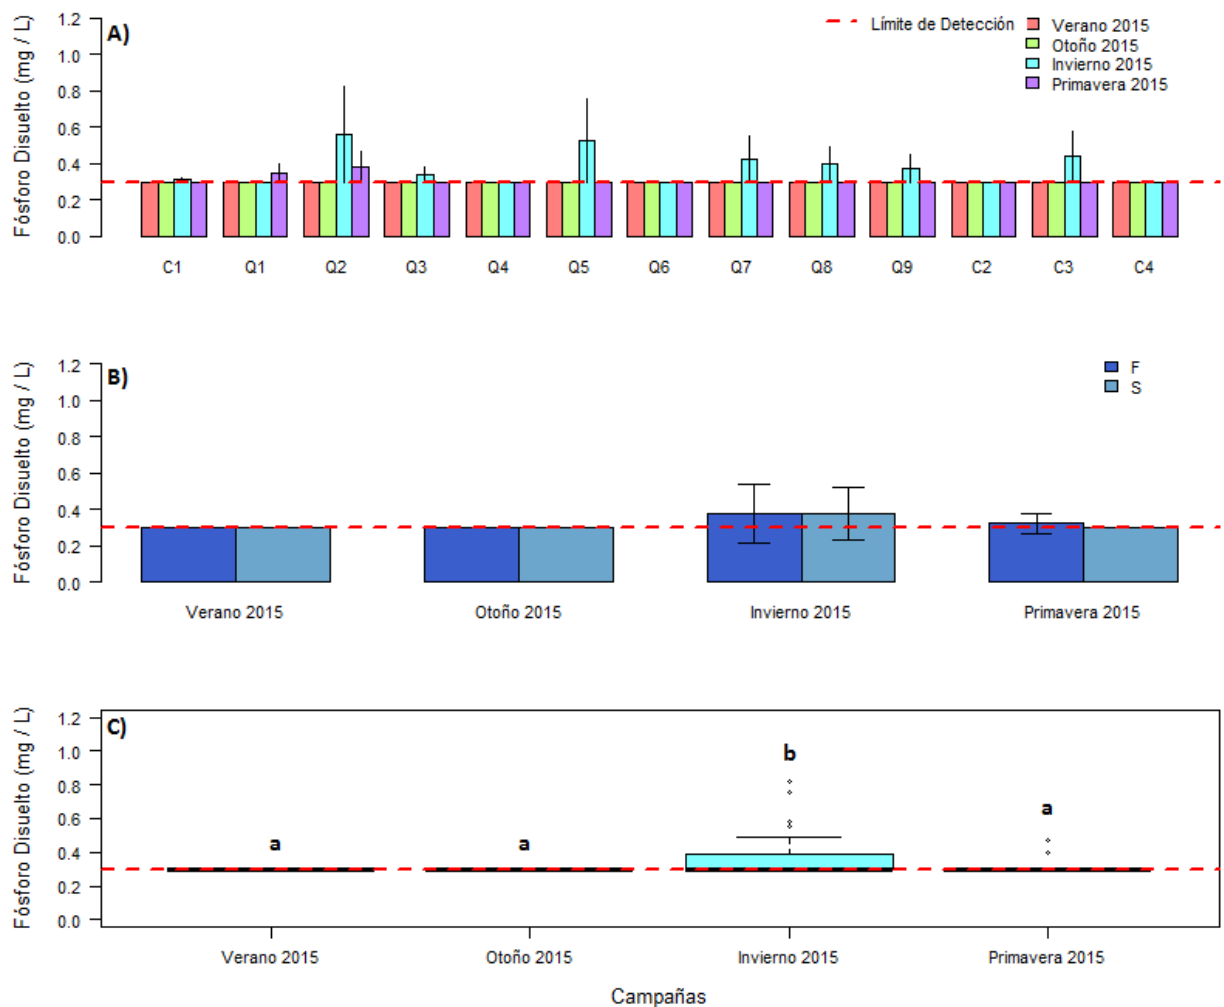 A)
Fósforo Disuelto (mg / L)
1.2
1.0
0.8
0.6
0.4
0.2
0.0
Límite de Detección
Verano 2015
Otoño 2015
Invierno 2015
Primavera 2015
C1 Q1 Q2 Q3 Q4 Q5 Q6 Q7 Q8 Q9 C2 C3 C4
B)
Fósforo Disuelto (mg / L)
1.2
1.0
0.8
0.6
0.4
0.2
0.0
F
S
Verano 2015 Otoño 2015 Invierno 2015 Primavera 2015
C)
Fósforo Disuelto (mg / L)
1.2
1.0
0.8
0.6
0.4
0.2
0.0
a a b a
Verano 2015 Otoño 2015 Invierno 2015 Primavera 2015
Campañas